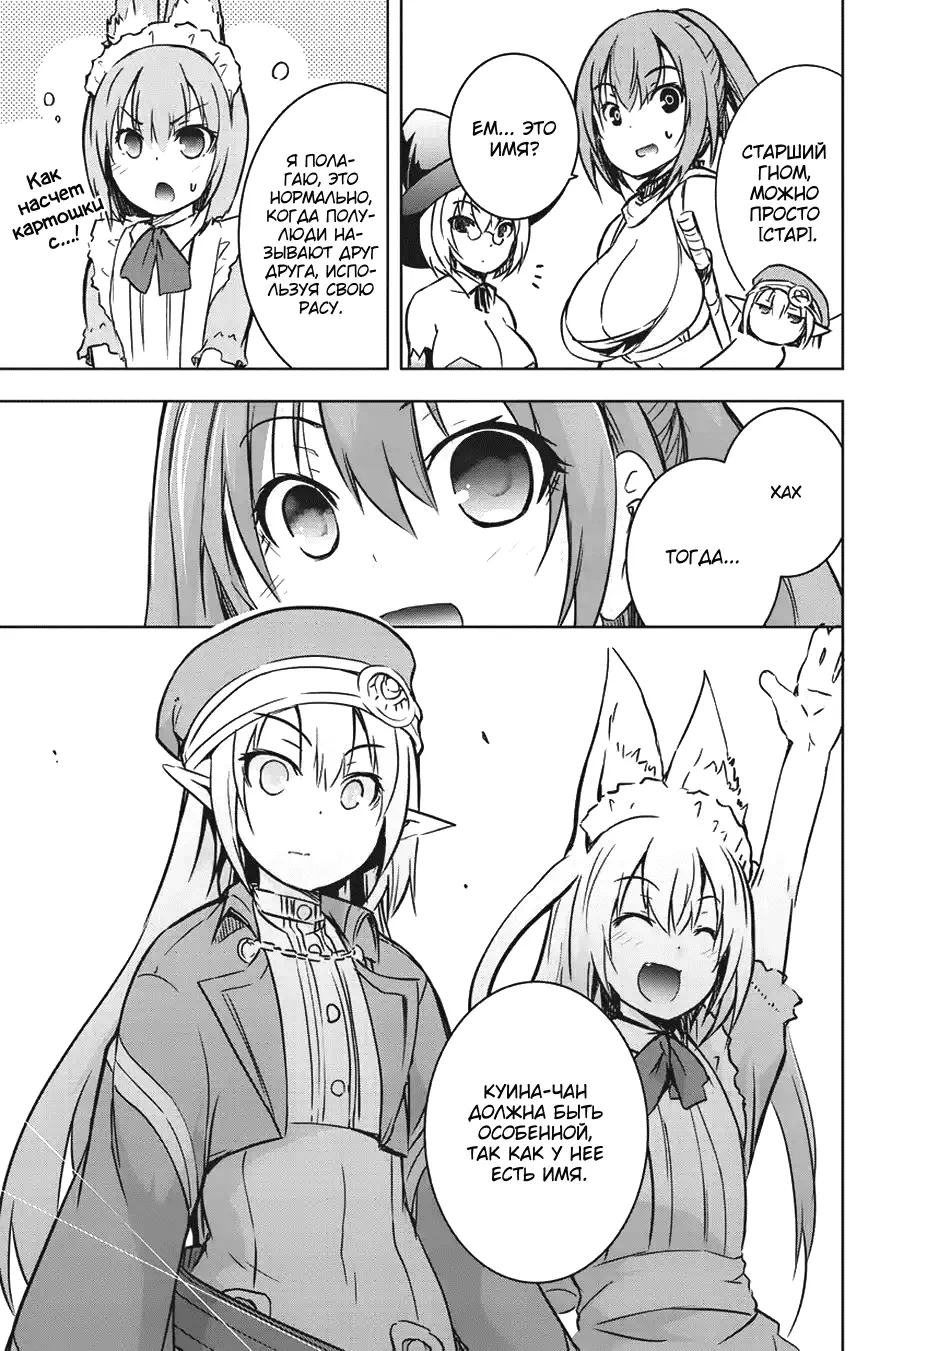 СТАРШИЙ
ГНОМ,
МОЖНО
ПРОСТО
[СТАР].
ЕМ... ЭТО
ИМЯ?
Я ПОЛА-
ГАЮ, ЭТО
НОРМАЛЬНО,
КОГДА ПОЛУ-
ЛЮДИ НА-
ЗЫВАЮТ ДРУГ
ДРУГА, ИСПО-
ЛЬЗУЯ СВОЮ
РАСУ.
Как
насчет
картошки
с...!
ХАХ
ТОГДА...
КУИНА-ЧАН
ДОЛЖНА БЫТЬ
ОСОБЕННОЙ,
ТАК КАК У НЕЕ
ЕСТЬ ИМЯ.